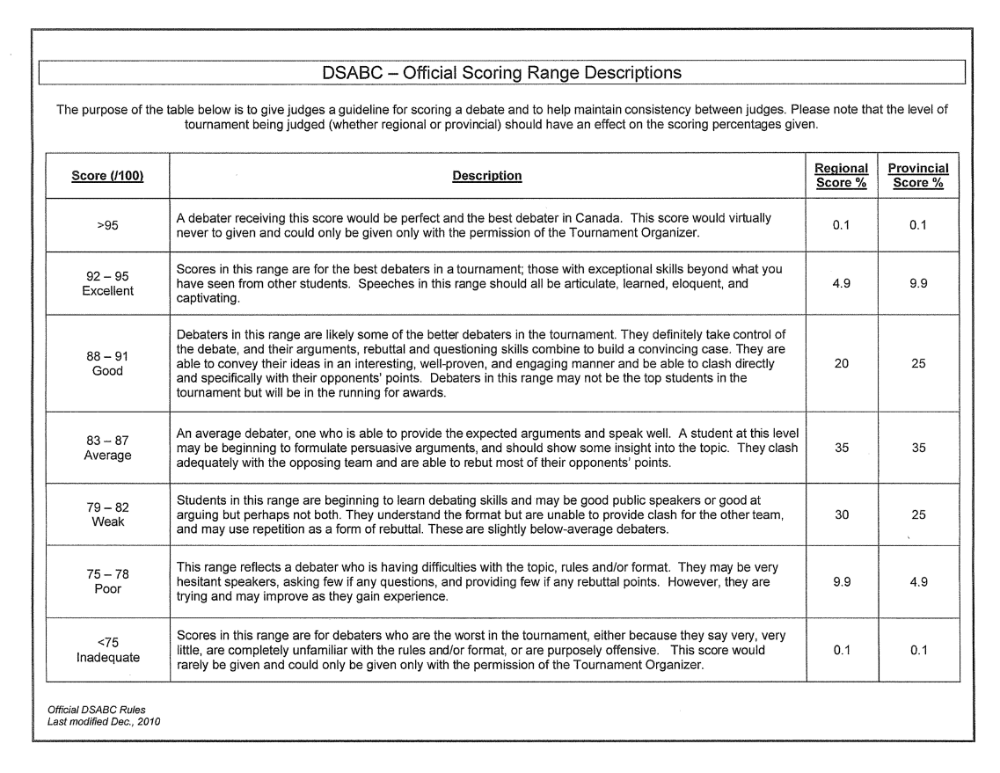 DSABC – Official Scoring Range Descriptions
The purpose of the table below is to give judges a guideline for scoring a debate and to help maintain consistency between judges. Please note that the level of
tournament being judged (whether regional or provincial) should have an effect on the scoring percentages given.
Score (/100)
Description
Regional
Score %
Provincial
Score %
>95
A debater receiving this score would be perfect and the best debater in Canada. This score would virtually
never to given and could only be given only with the permission of the Tournament Organizer.
0.1
0.1
92 – 95
Excellent
Scores in this range are for the best debaters in a tournament; those with exceptional skills beyond what you
have seen from other students. Speeches in this range should all be articulate, learned, eloquent, and
captivating.
4.9
9.9
88 – 91
Good
Debaters in this range are likely some of the better debaters in the tournament. They definitely take control of
the debate, and their arguments, rebuttal and questioning skills combine to build a convincing case. They are
able to convey their ideas in an interesting, well-proven, and engaging manner and be able to clash directly
and specifically with their opponents' points. Debaters in this range may not be the top students in the
tournament but will be in the running for awards.
20
25
83 – 87
Average
An average debater, one who is able to provide the expected arguments and speak well. A student at this level
may be beginning to formulate persuasive arguments, and should show some insight into the topic. They clash
adequately with the opposing team and are able to rebut most of their opponents' points.
35
35
79 – 82
Weak
Students in this range are beginning to learn debating skills and may be good public speakers or good at
arguing but perhaps not both. They understand the format but are unable to provide clash for the other team,
and may use repetition as a form of rebuttal. These are slightly below-average debaters.
30
25
75 – 78
Poor
This range reflects a debater who is having difficulties with the topic, rules and/or format. They may be very
hesitant speakers, asking few if any questions, and providing few if any rebuttal points. However, they are
trying and may improve as they gain experience.
9.9
4.9
<75
Inadequate
Scores in this range are for debaters who are the worst in the tournament, either because they say very, very
little, are completely unfamiliar with the rules and/or format, or are purposely offensive. This score would
rarely be given and could only be given only with the permission of the Tournament Organizer.
0.1
0.1
Official DSABC Rules
Last modified Dec., 2010